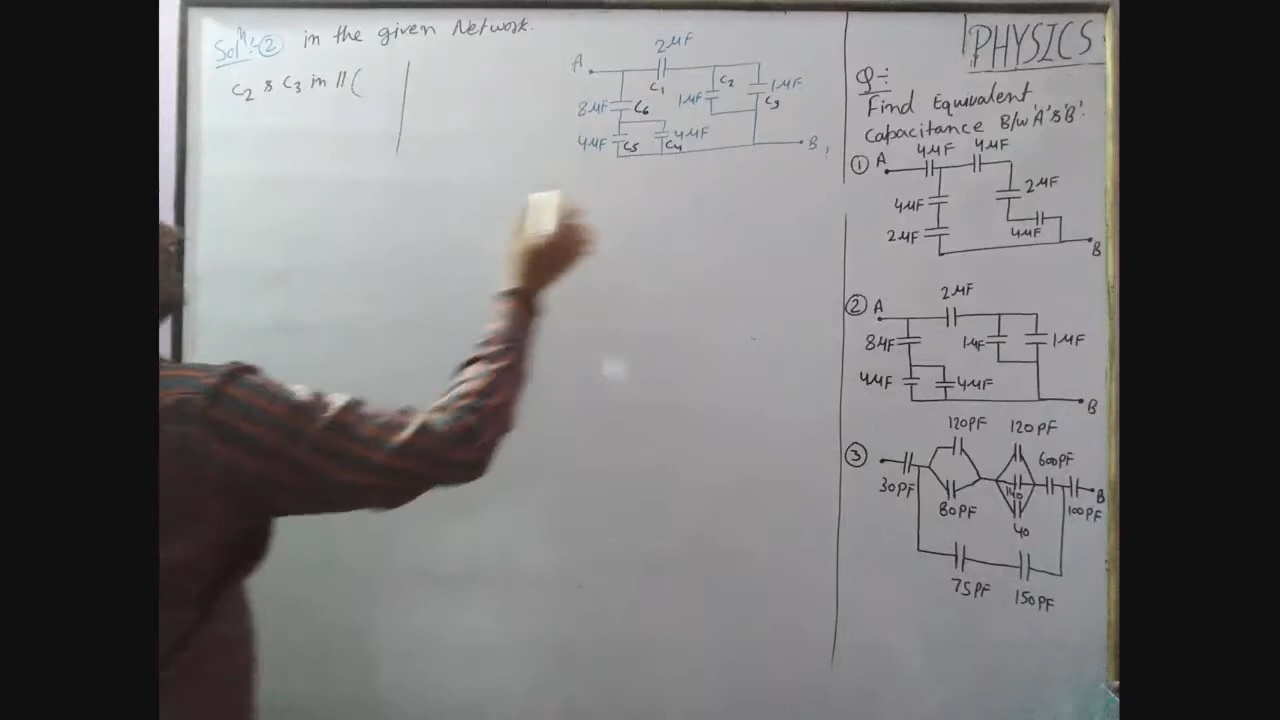 Solⁿ:-② in the given Network.
C₂ & C₃ in || (
2μF
A
C₁
C₂
1μF
8μF C₆
1μF
C₃
4μF C₅
4μF
C₄
B
PHYSICS
Q :-
Find Equivalent
Capacitance B/w 'A' & 'B'.
① A 4μF 4μF
2μF
4μF
2μF
4μF
B
② A 2μF
8μF 1μF 1μF
4μF 4μF
B
120PF 120PF
③ 600PF
30PF 140 B
80PF 100PF
40
75PF 150PF